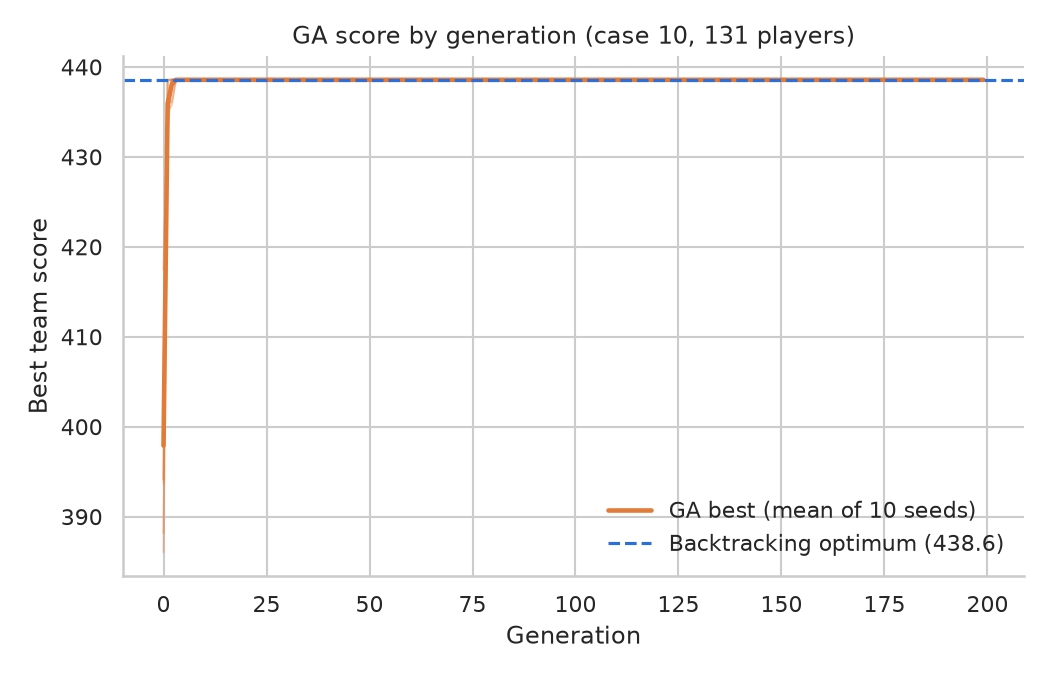 GA score by generation (case 10, 131 players)
440
430
420
410
400
390
Best team score
GA best (mean of 10 seeds)
Backtracking optimum (438.6)
0 25 50 75 100 125 150 175 200
Generation